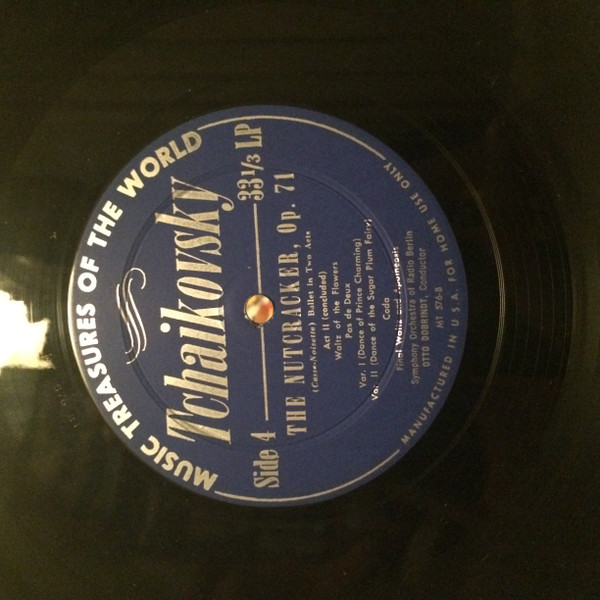 MUSIC TREASURES OF THE WORLD
Tchaikovsky
Side 4 33 1/3 LP
THE NUTCRACKER, Op. 71
(Casse-Noisette) Ballet in Two Acts
Act II (concluded)
Waltz of the Flowers
Pas de Deux
Var. I (Dance of Prince Charming)
Var. II (Dance of the Sugar Plum Fairy)
Coda
Final Waltz and Apotheosis
Symphony Orchestra of Radio Berlin
OTTO DOBRINDT, Conductor
MT 576-B
MANUFACTURED IN U.S.A. FOR HOME USE ONLY